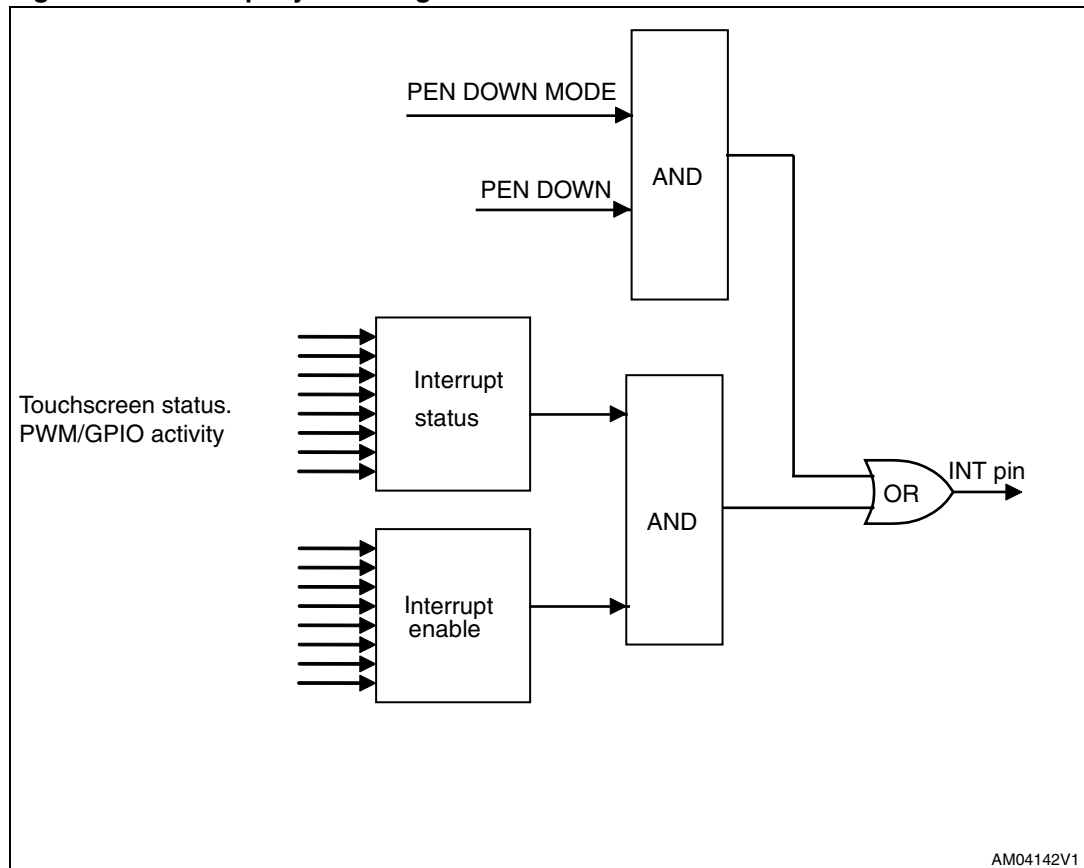 PEN DOWN MODE
AND
PEN DOWN
Interrupt
status
Touchscreen status.
PWM/GPIO activity
INT pin
OR
AND
Interrupt
enable
AM04142V1